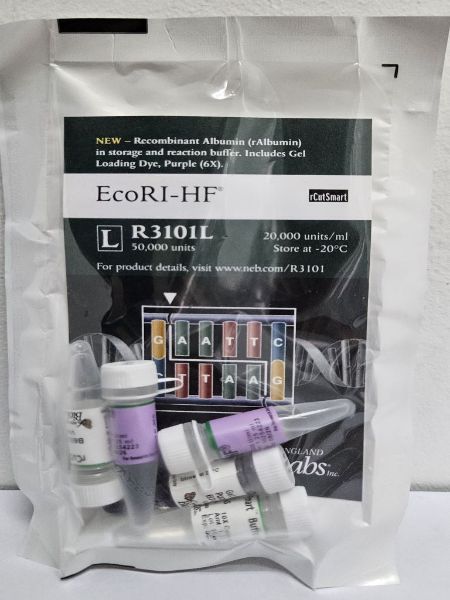 NEW – Recombinant Albumin (rAlbumin)
in storage and reaction buffer. Includes Gel
Loading Dye, Purple (6X).
EcoRI-HF®
rCutSmart
L R3101L
50,000 units
20,000 units/ml
Store at -20°C
For product details, visit www.neb.com/R3101
G A A T T C
T T A A G
ENGLAND
abs Inc.